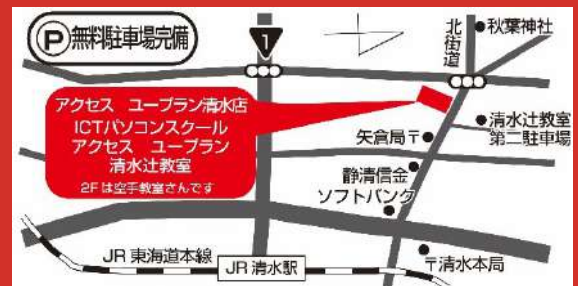 P 無料駐車場完備
1
北街道
秋葉神社
アクセス ユープラン清水店
ICTパソコンスクール
アクセス ユープラン
清水辻教室
2Fは空手教室さんです
矢倉局〒
清水辻教室
第二駐車場
静清信金
ソフトバンク
JR 東海道本線
JR 清水駅
〒清水本局